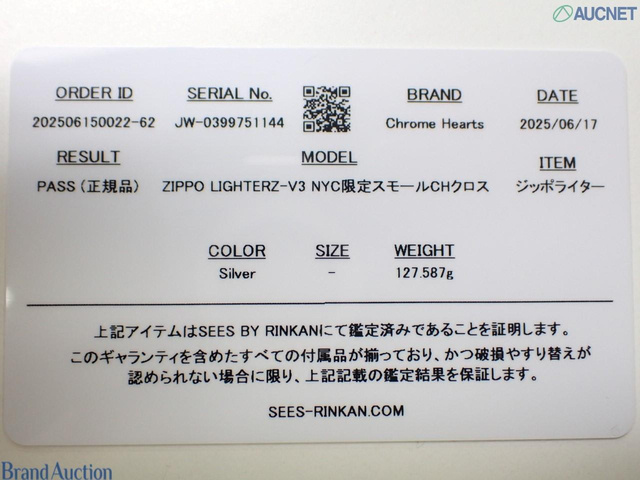 AUCNET
ORDER ID SERIAL No. BRAND DATE
202506150022-62 JW-0399751144 Chrome Hearts 2025/06/17
RESULT MODEL ITEM
PASS (正規品) ZIPPO LIGHTERZ-V3 NYC限定スモールCHクロス ジッポライター
COLOR SIZE WEIGHT
Silver - 127.587g
上記アイテムはSEES BY RINKANにて鑑定済みであることを証明します。
このギャランティを含めたすべての付属品が揃っており、かつ破損やすり替えが
認められない場合に限り、上記記載の鑑定結果を保証します。
SEES-RINKAN.COM
Brand Auction